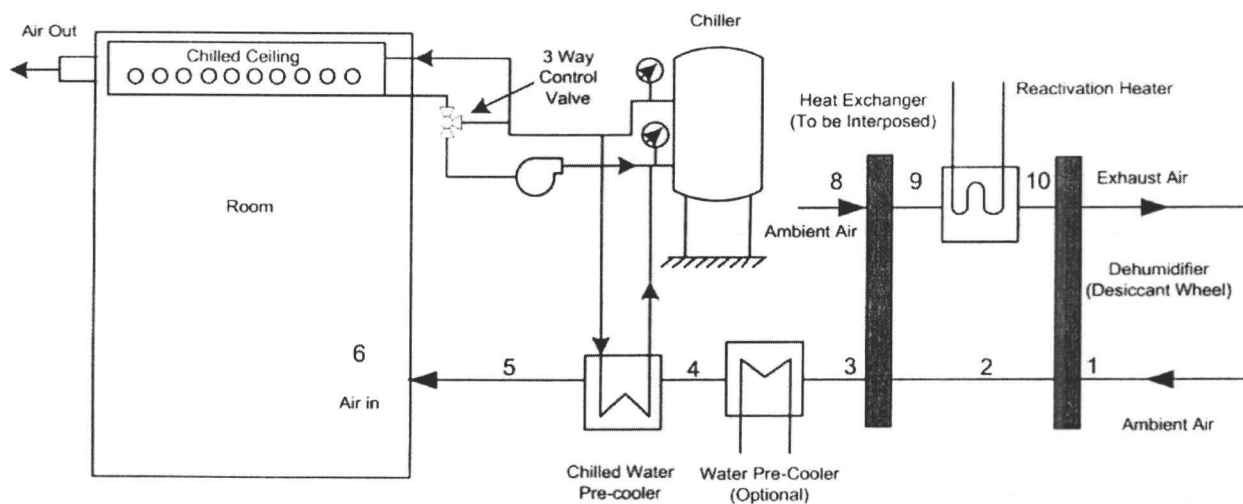 Chiller
Air Out
Chilled Ceiling
3 Way
Control
Valve
Heat Exchanger
(To be Interposed)
Reactivation Heater
Room
8
9
10
Exhaust Air
Ambient Air
Dehumidifier
(Desiccant Wheel)
6
5
4
3
2
1
Air in
Ambient Air
Chilled Water
Pre-cooler
Water Pre-Cooler
(Optional)